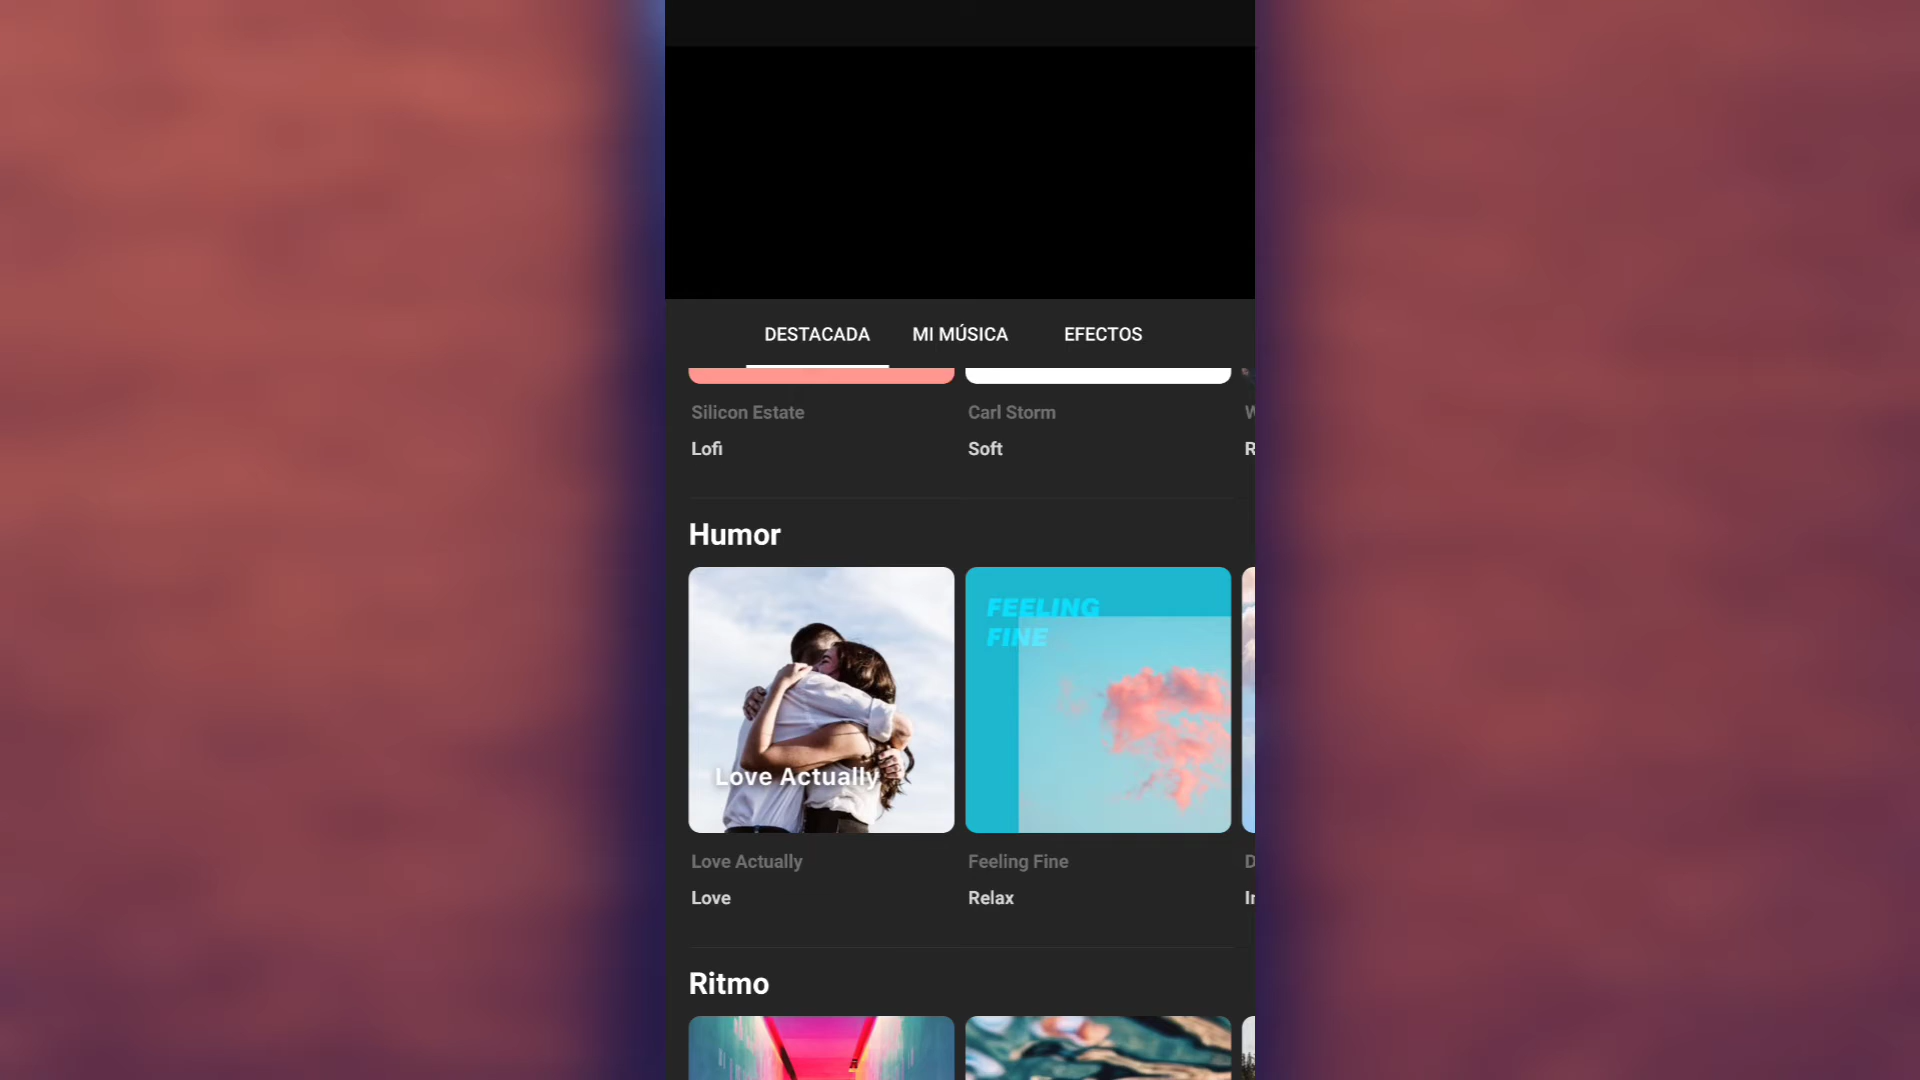 DESTACADA MI MÚSICA EFECTOS
Silicon Estate Carl Storm W
Lofi Soft R
Humor
FEELING
FINE
Love Actually
Love Actually Feeling Fine D
Love Relax
Ritmo